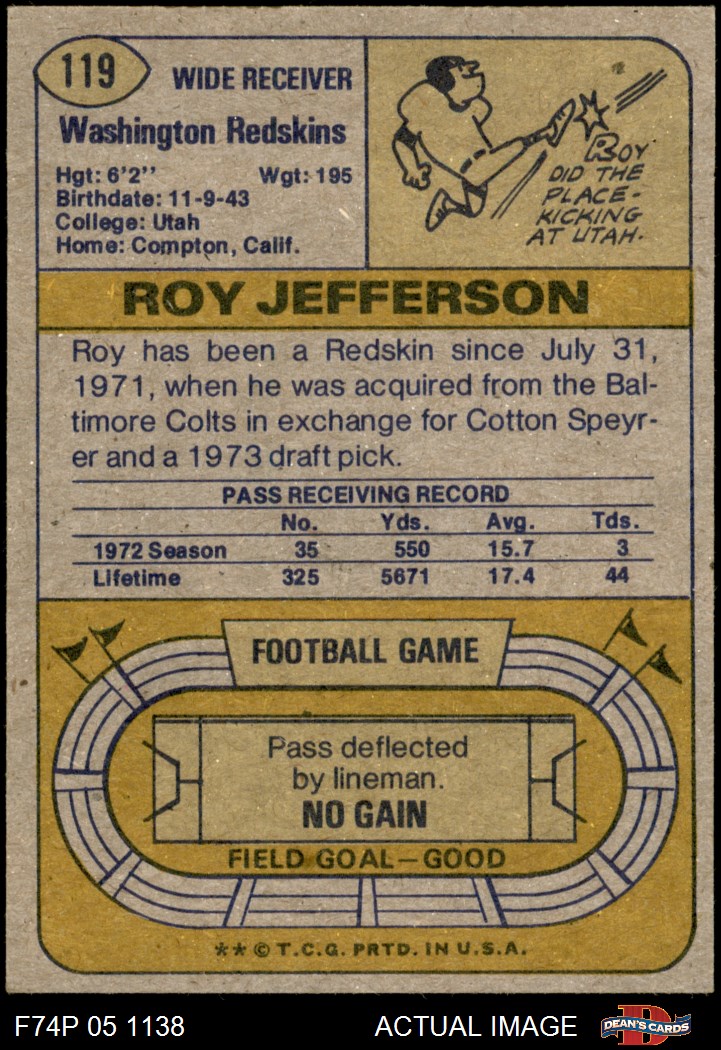 119
WIDE RECEIVER
Washington Redskins
Hgt: 6'2'' Wgt: 195
Birthdate: 11-9-43
College: Utah
Home: Compton, Calif.
ROY
DID THE
PLACE-
KICKING
AT UTAH.
ROY JEFFERSON
Roy has been a Redskin since July 31,
1971, when he was acquired from the Bal-
timore Colts in exchange for Cotton Speyr-
er and a 1973 draft pick.
PASS RECEIVING RECORD
No. Yds. Avg. Tds.
1972 Season 35 550 15.7 3
Lifetime 325 5671 17.4 44
FOOTBALL GAME
Pass deflected
by lineman.
NO GAIN
FIELD GOAL—GOOD
** © T.C.G. PRTD. IN U.S.A.
F74P 05 1138 ACTUAL IMAGE DEAN'S CARDS